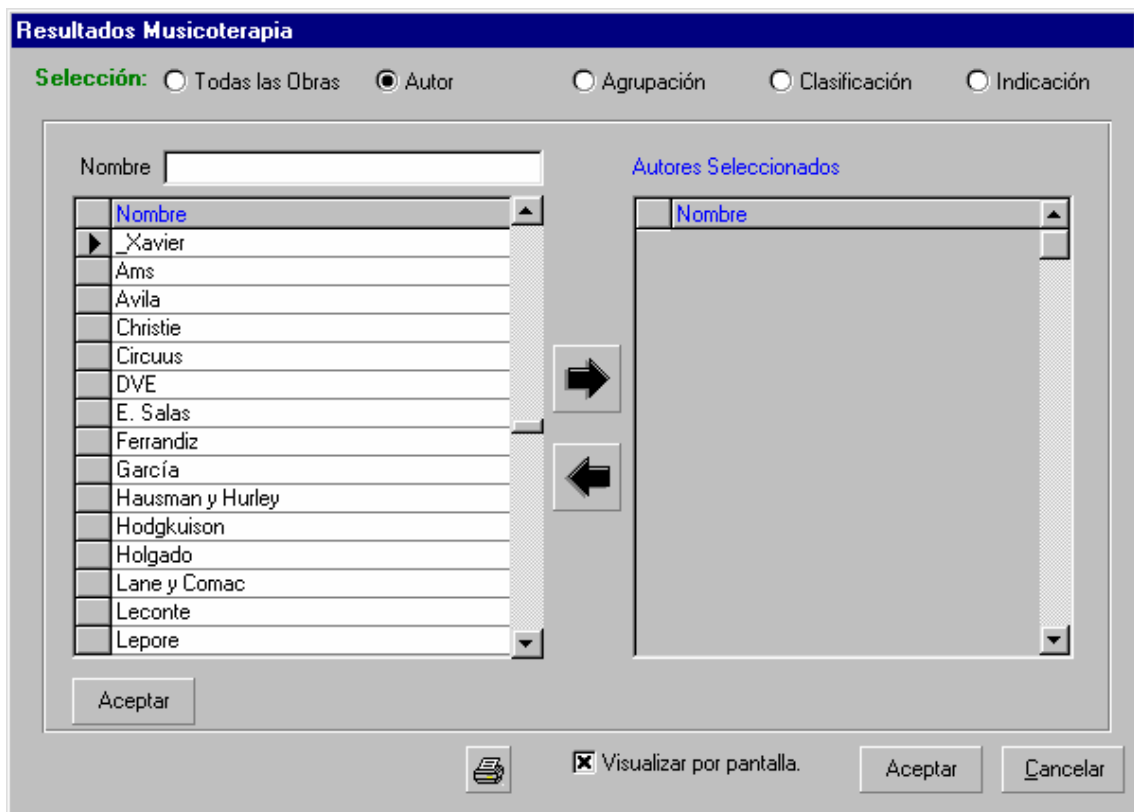 Resultados Musicoterapia
Selección: Todas las Obras Autor Agrupación Clasificación Indicación
Nombre Autores Seleccionados
Nombre Nombre
_Xavier
Ams
Avila
Christie
Circuus
DVE
E. Salas
Ferrandiz
García
Hausman y Hurley
Hodgkuison
Holgado
Lane y Comac
Leconte
Lepore
Aceptar
Visualizar por pantalla. Aceptar Cancelar